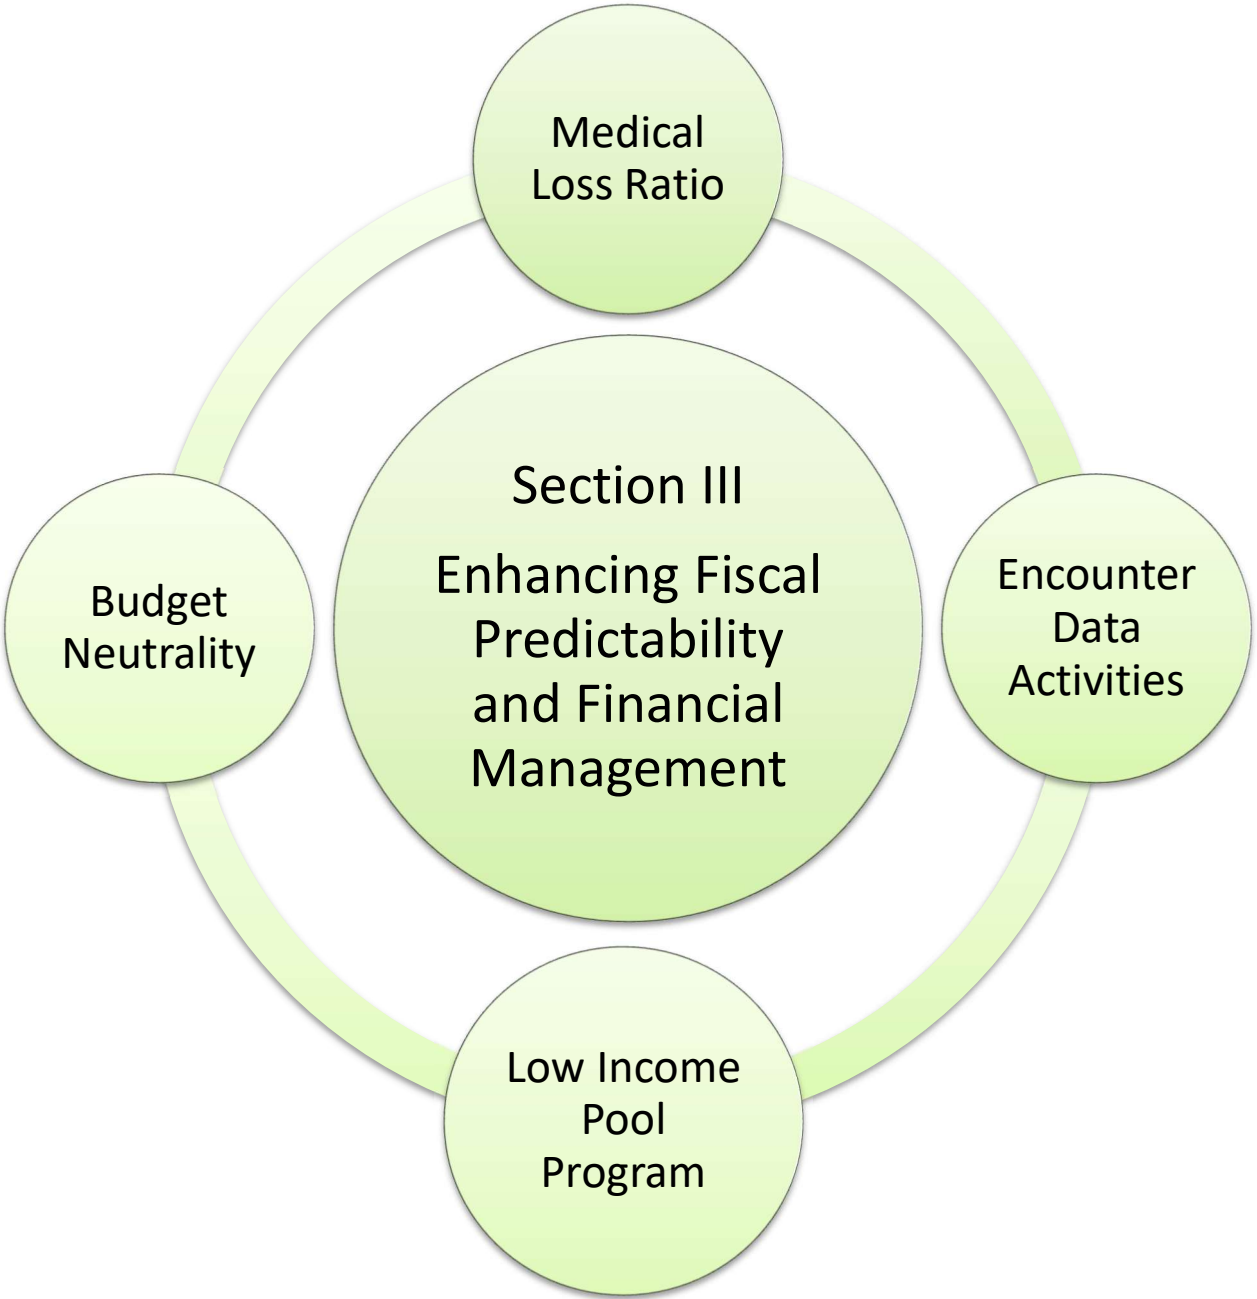 Medical
Loss Ratio
Section III
Enhancing Fiscal
Predictability
and Financial
Management
Encounter
Data
Activities
Low Income
Pool
Program
Budget
Neutrality